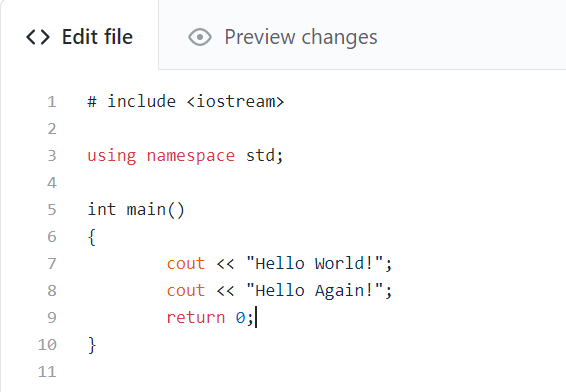 <> Edit file Preview changes
1 # include <iostream>
2
3 using namespace std;
4
5 int main()
6 {
7 cout << "Hello World!";
8 cout << "Hello Again!";
9 return 0;
10 }
11